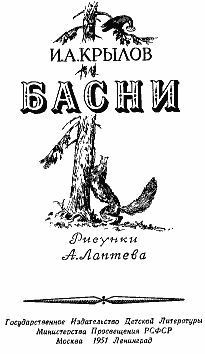 И.А.КРЫЛОВ
БАСНИ
Рисунки
А.Лаптева
Государственное Издательство Детской Литературы
Министерства Просвещения РСФСР
Москва 1951 Ленинград